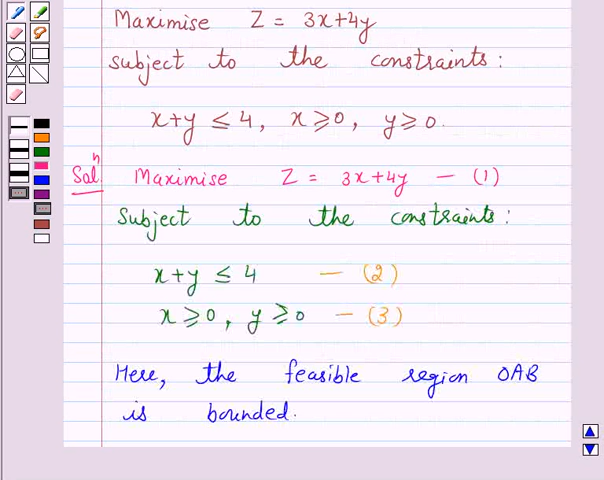 Maximise Z = 3x+4y
subject to the constraints:
x+y ≤ 4, x ≥ 0, y ≥ 0.
Solⁿ Maximise Z = 3x+4y — (1)
Subject to the constraints:
x+y ≤ 4 — (2)
x ≥ 0, y ≥ 0 — (3)
Here, the feasible region OAB
is bounded.